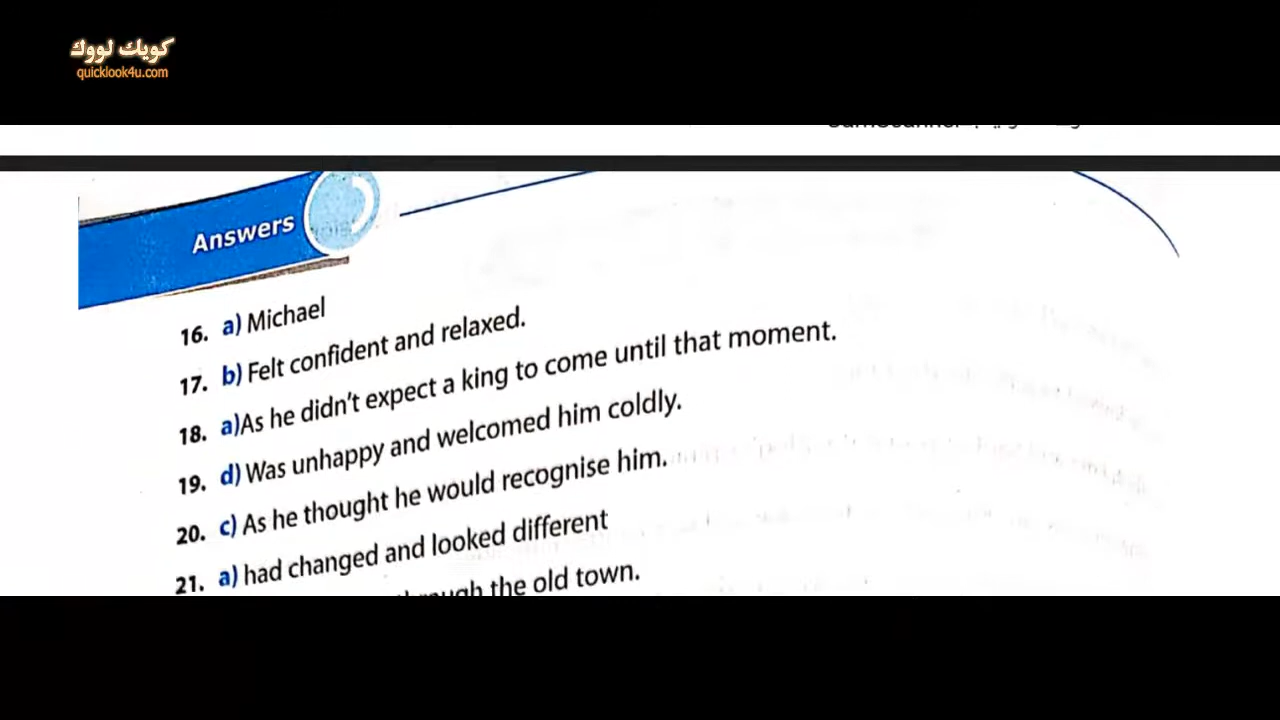 كويك لووك
quicklook4u.com
CamScanner
Answers
16. a) Michael
17. b) Felt confident and relaxed.
18. a)As he didn't expect a king to come until that moment.
19. d) Was unhappy and welcomed him coldly.
20. c) As he thought he would recognise him.
21. a) had changed and looked different
through the old town.